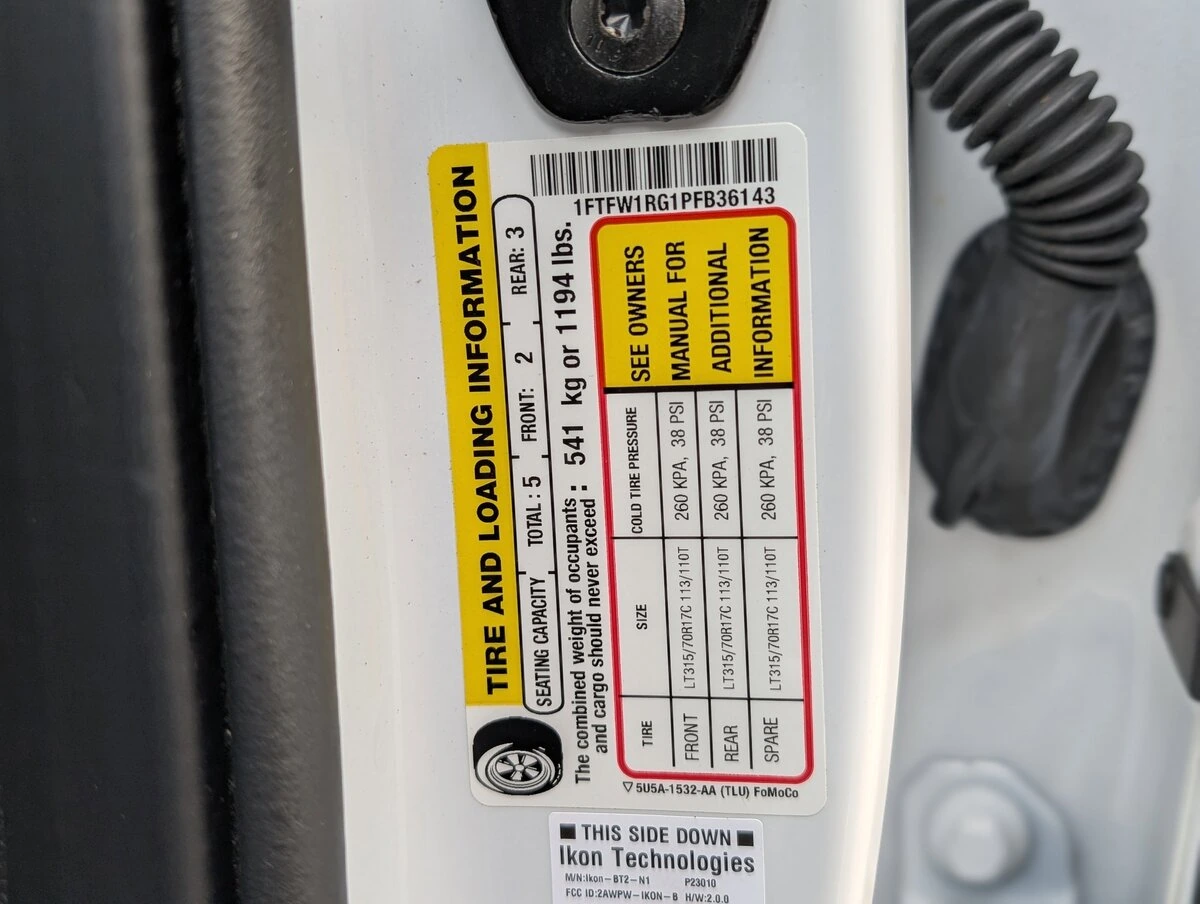 1FTFW1RG1PFB36143
TIRE AND LOADING INFORMATION
SEATING CAPACITY TOTAL : 5 FRONT: 2 REAR: 3
The combined weight of occupants : 541 kg or 1194 lbs.
and cargo should never exceed
TIRE SIZE COLD TIRE PRESSURE
FRONT LT315/70R17C 113/110T 260 KPA, 38 PSI
REAR LT315/70R17C 113/110T 260 KPA, 38 PSI
SPARE LT315/70R17C 113/110T 260 KPA, 38 PSI
SEE OWNERS
MANUAL FOR
ADDITIONAL
INFORMATION
5U5A-1532-AA (TLU) FoMoCo
THIS SIDE DOWN
Ikon Technologies
M/N:Ikon-BT2-N1 P23010
FCC ID:2AWPW-IKON-B H/W:2.0.0